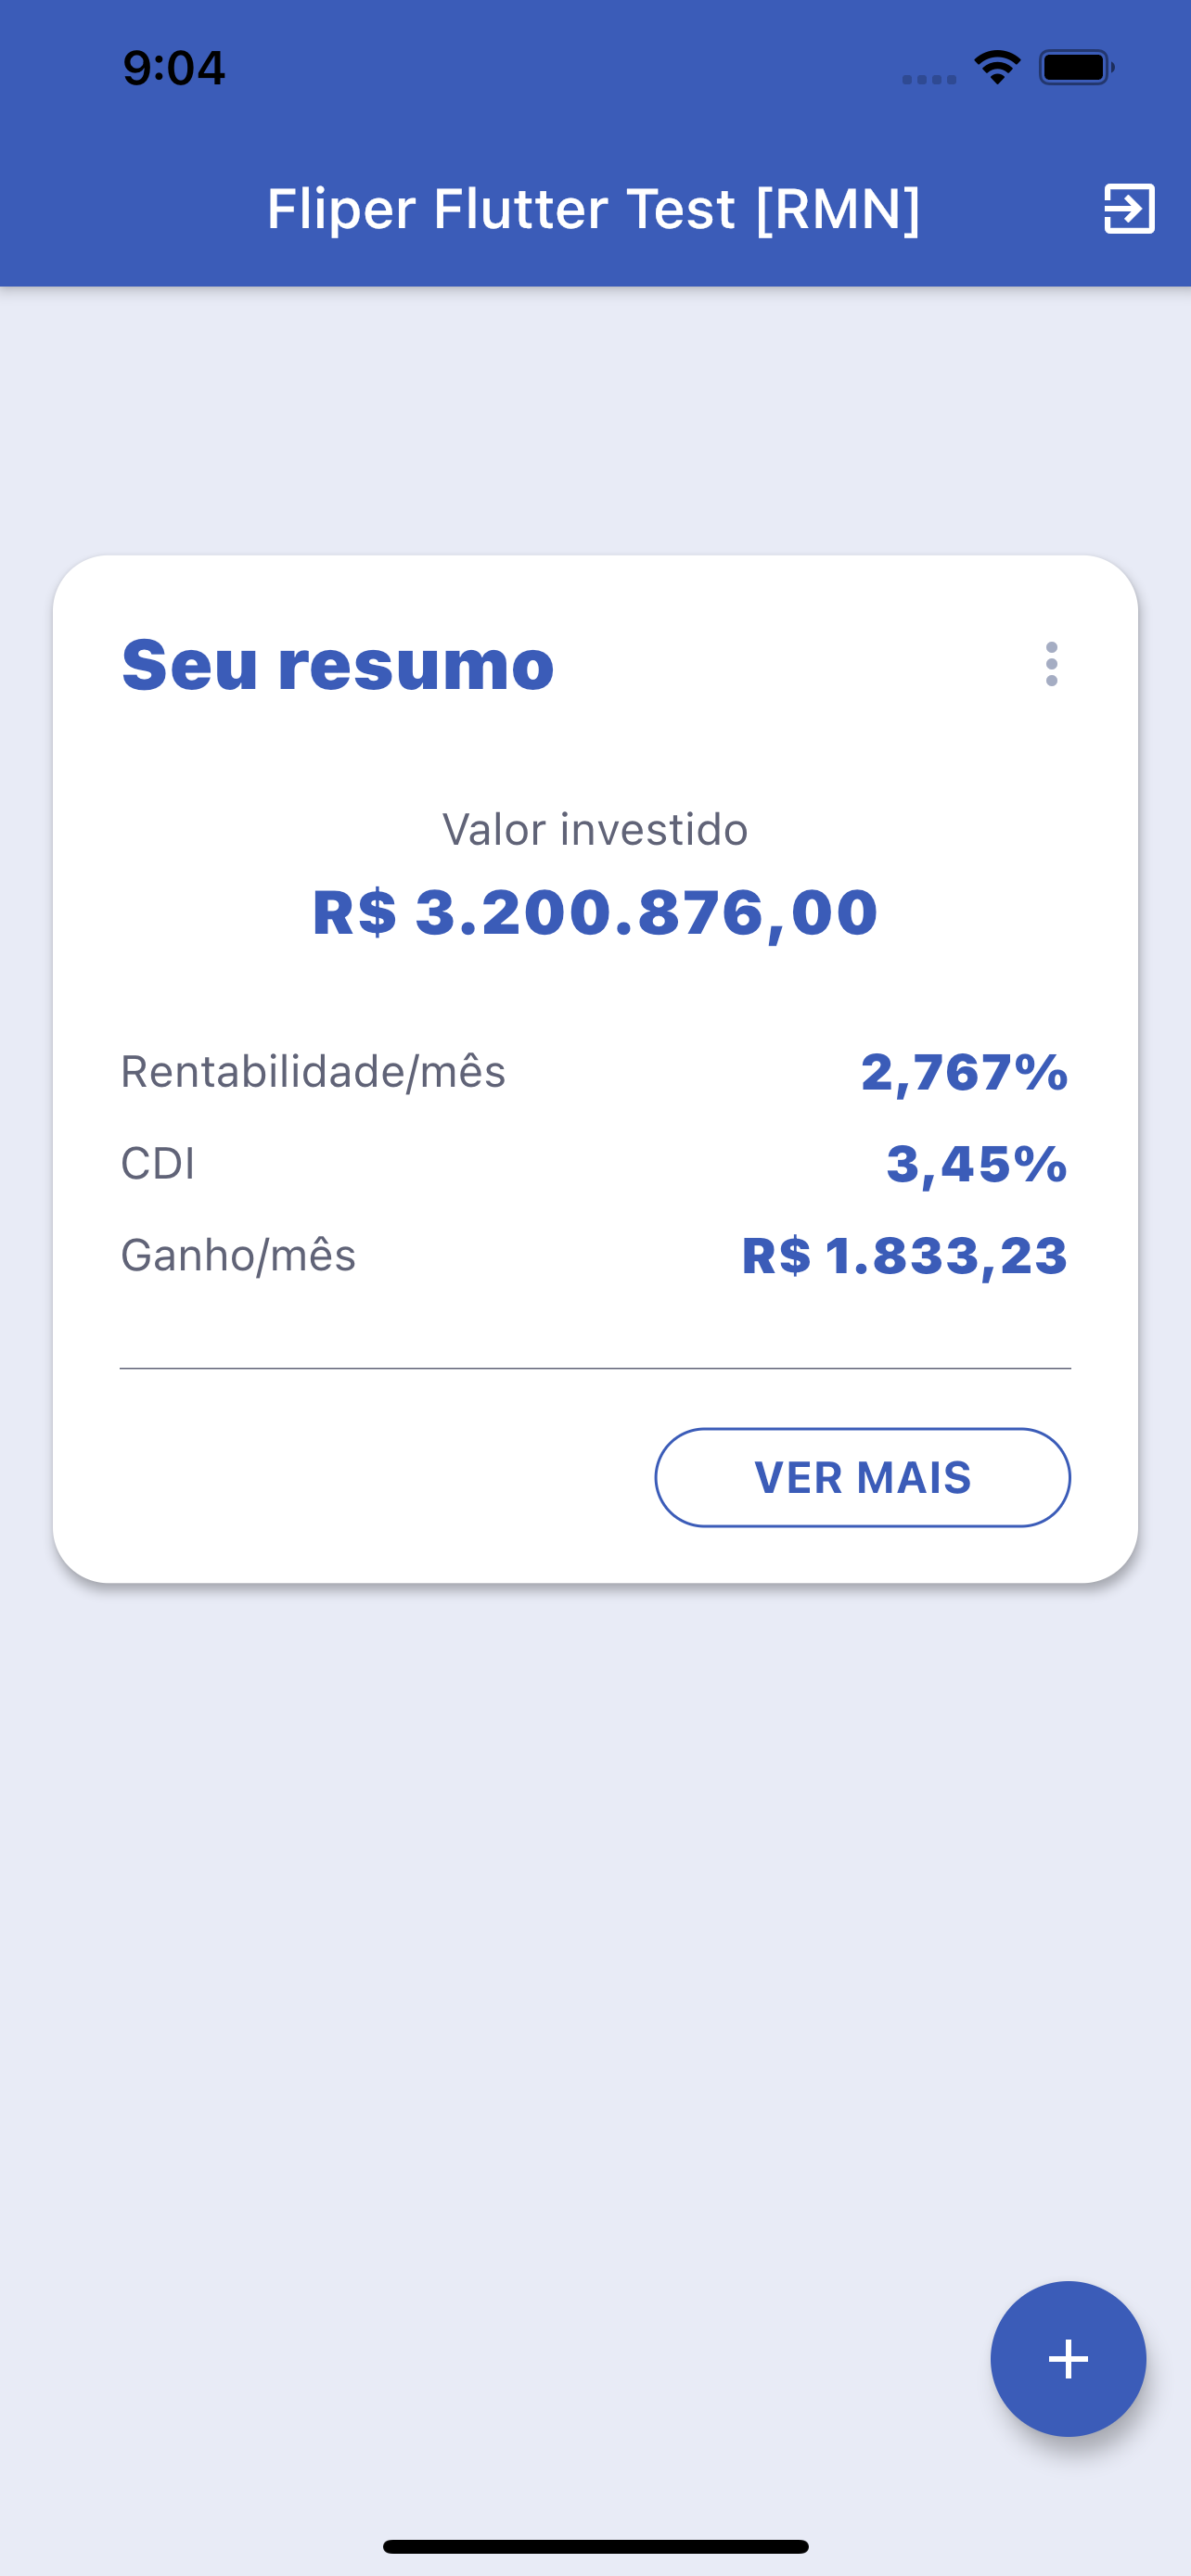 9:04
Fliper Flutter Test [RMN]
Seu resumo
Valor investido
R$ 3.200.876,00
Rentabilidade/mês 2,767%
CDI 3,45%
Ganho/mês R$ 1.833,23
VER MAIS